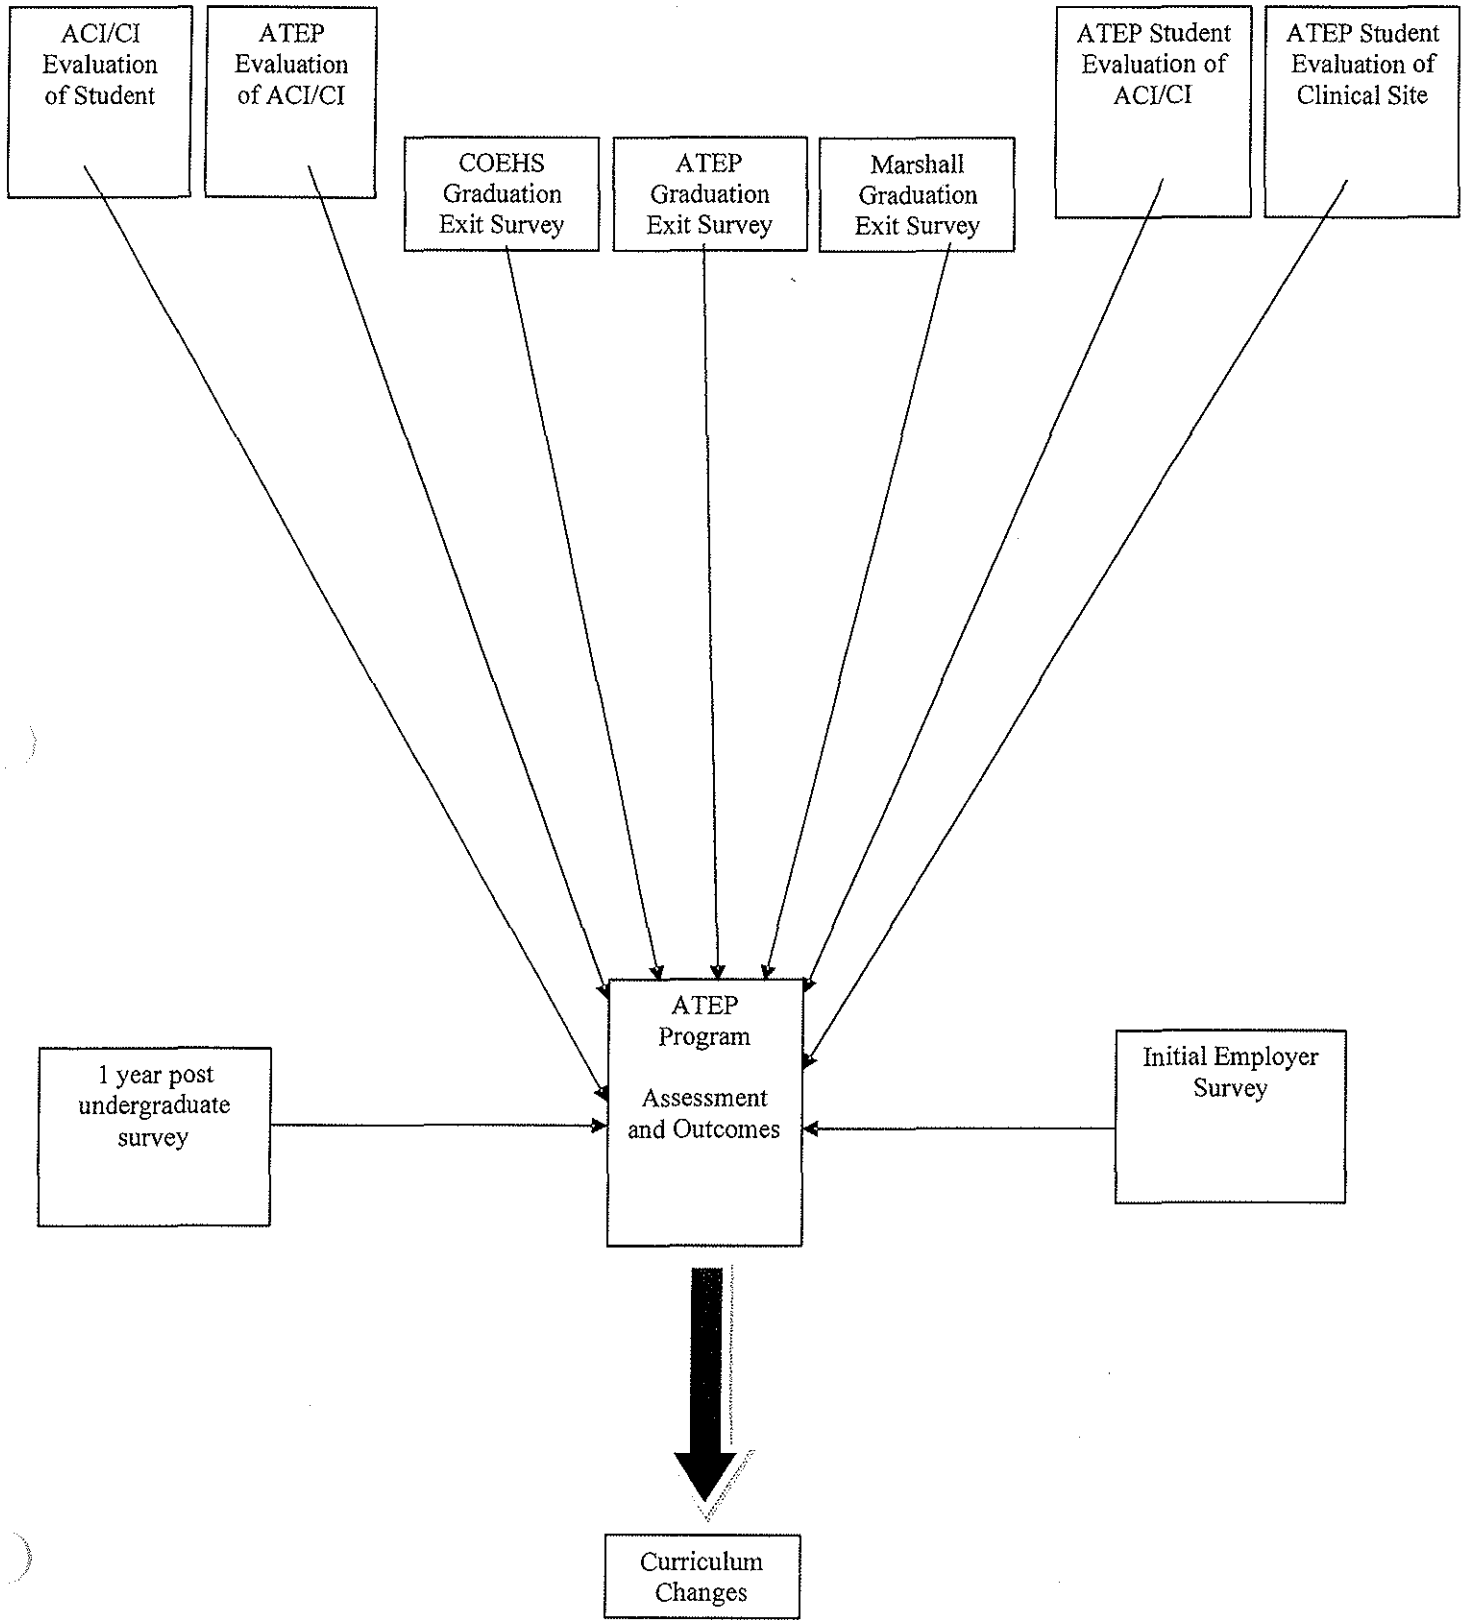 ACI/CI
Evaluation
of Student
ATEP
Evaluation
of ACI/CI
COEHS
Graduation
Exit Survey
ATEP
Graduation
Exit Survey
Marshall
Graduation
Exit Survey
ATEP Student
Evaluation of
ACI/CI
ATEP Student
Evaluation of
Clinical Site
1 year post
undergraduate
survey
ATEP
Program
Assessment
and Outcomes
Initial Employer
Survey
Curriculum
Changes